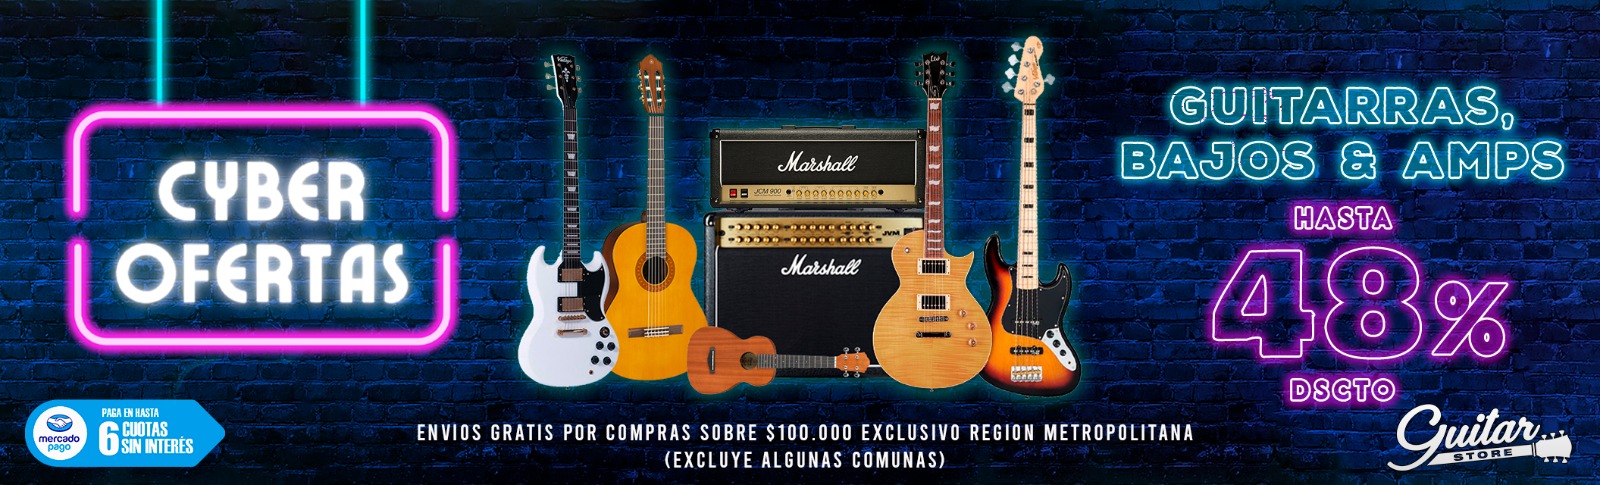 CYBER
OFERTAS
Marshall
JCM 900
JVM
Marshall
GUITARRAS,
BAJOS & AMPS
HASTA
48%
DSCTO
mercado
pago
PAGA EN HASTA
6 CUOTAS
SIN INTERÉS
ENVIOS GRATIS POR COMPRAS SOBRE $100.000 EXCLUSIVO REGION METROPOLITANA
(EXCLUYE ALGUNAS COMUNAS)
Guitar
STORE